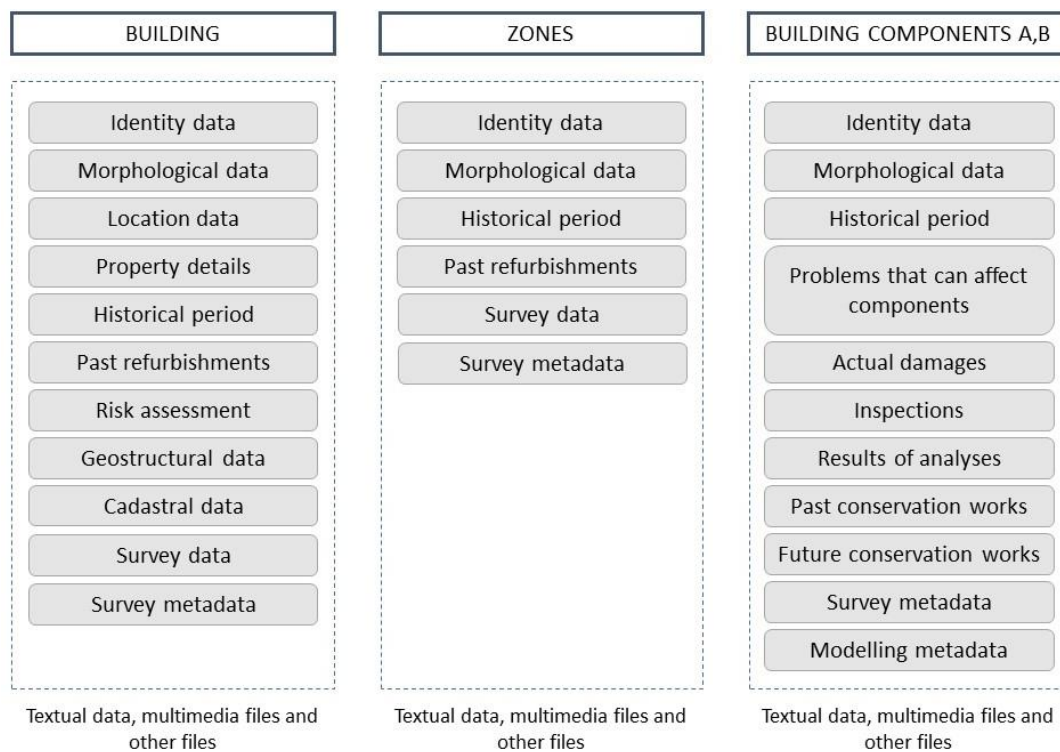 BUILDING
Identity data
Morphological data
Location data
Property details
Historical period
Past refurbishments
Risk assessment
Geostructural data
Cadastral data
Survey data
Survey metadata
Textual data, multimedia files and
other files
ZONES
Identity data
Morphological data
Historical period
Past refurbishments
Survey data
Survey metadata
Textual data, multimedia files and
other files
BUILDING COMPONENTS A,B
Identity data
Morphological data
Historical period
Problems that can affect
components
Actual damages
Inspections
Results of analyses
Past conservation works
Future conservation works
Survey metadata
Modelling metadata
Textual data, multimedia files and
other files